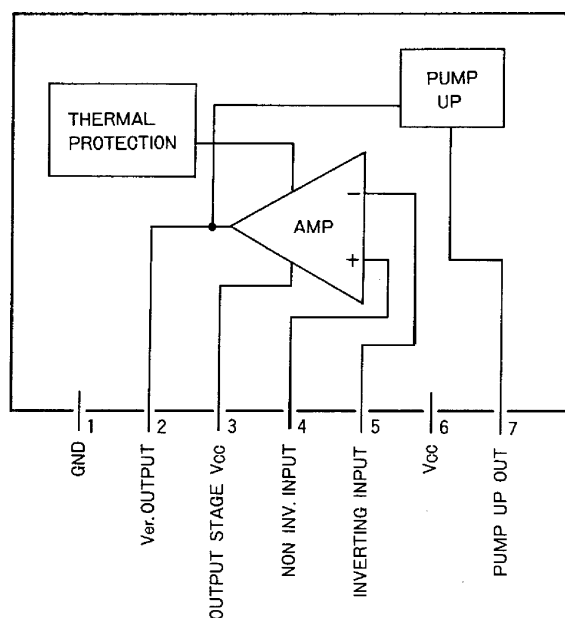 PUMP
UP
THERMAL
PROTECTION
−
AMP
+
1
2
3
4
5
6
7
GND
Ver. OUTPUT
OUTPUT STAGE Vcc
NON INV. INPUT
INVERTING INPUT
Vcc
PUMP UP OUT